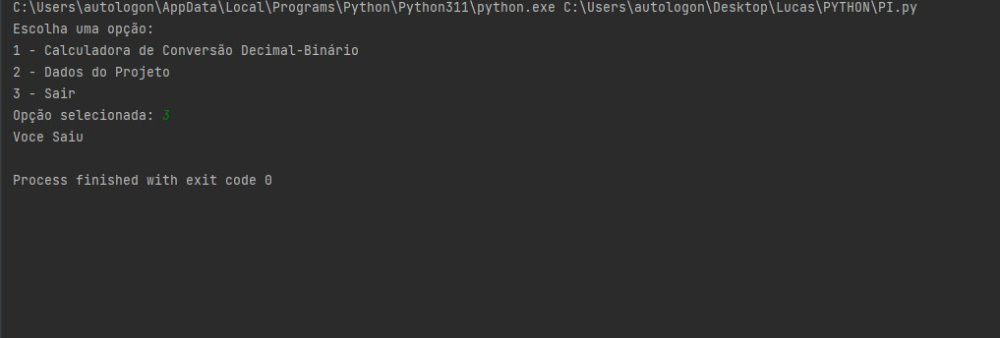 C:\Users\autologon\AppData\Local\Programs\Python\Python311\python.exe C:\Users\autologon\Desktop\Lucas\PYTHON\PI.py
Escolha uma opção:
1 - Calculadora de Conversão Decimal-Binário
2 - Dados do Projeto
3 - Sair
Opção selecionada: 3
Voce Saiu
Process finished with exit code 0